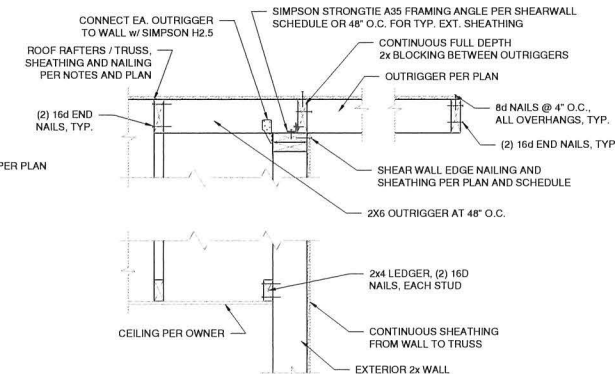 CONNECT EA. OUTRIGGER
TO WALL w/ SIMPSON H2.5
SIMPSON STRONGTIE A35 FRAMING ANGLE PER SHEARWALL
SCHEDULE OR 48" O.C. FOR TYP. EXT. SHEATHING
ROOF RAFTERS / TRUSS,
SHEATHING AND NAILING
PER NOTES AND PLAN
CONTINUOUS FULL DEPTH
2x BLOCKING BETWEEN OUTRIGGERS
OUTRIGGER PER PLAN
(2) 16d END
NAILS, TYP.
8d NAILS @ 4" O.C.,
ALL OVERHANGS, TYP.
(2) 16d END NAILS, TYP
PER PLAN
SHEAR WALL EDGE NAILING AND
SHEATHING PER PLAN AND SCHEDULE
2X6 OUTRIGGER AT 48" O.C.
2x4 LEDGER, (2) 16D
NAILS, EACH STUD
CEILING PER OWNER
CONTINUOUS SHEATHING
FROM WALL TO TRUSS
EXTERIOR 2x WALL